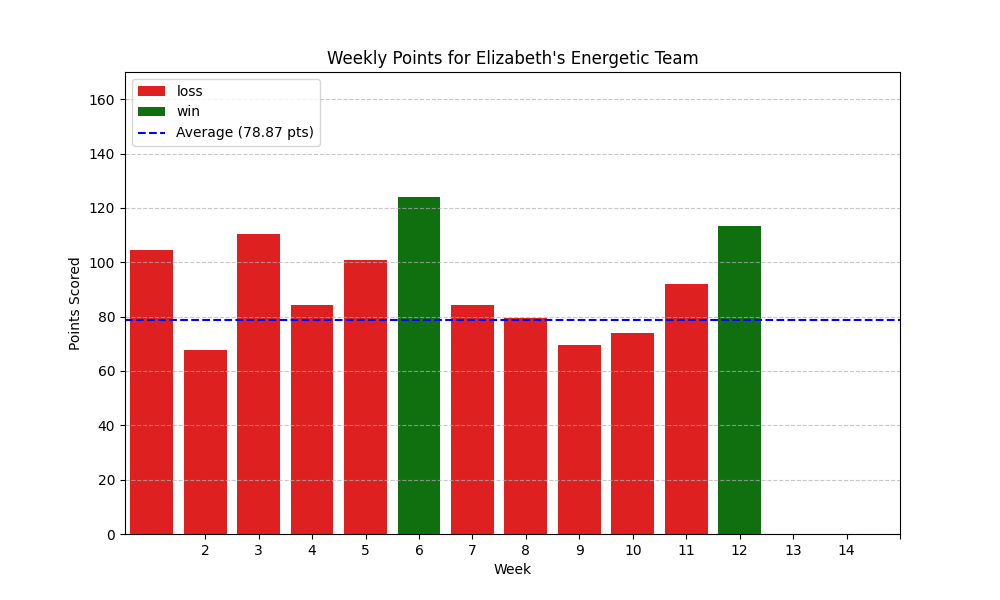 Weekly Points for Elizabeth's Energetic Team
loss
win
Average (78.87 pts)
160
140
120
100
80
60
40
20
0
Points Scored
2 3 4 5 6 7 8 9 10 11 12 13 14
Week